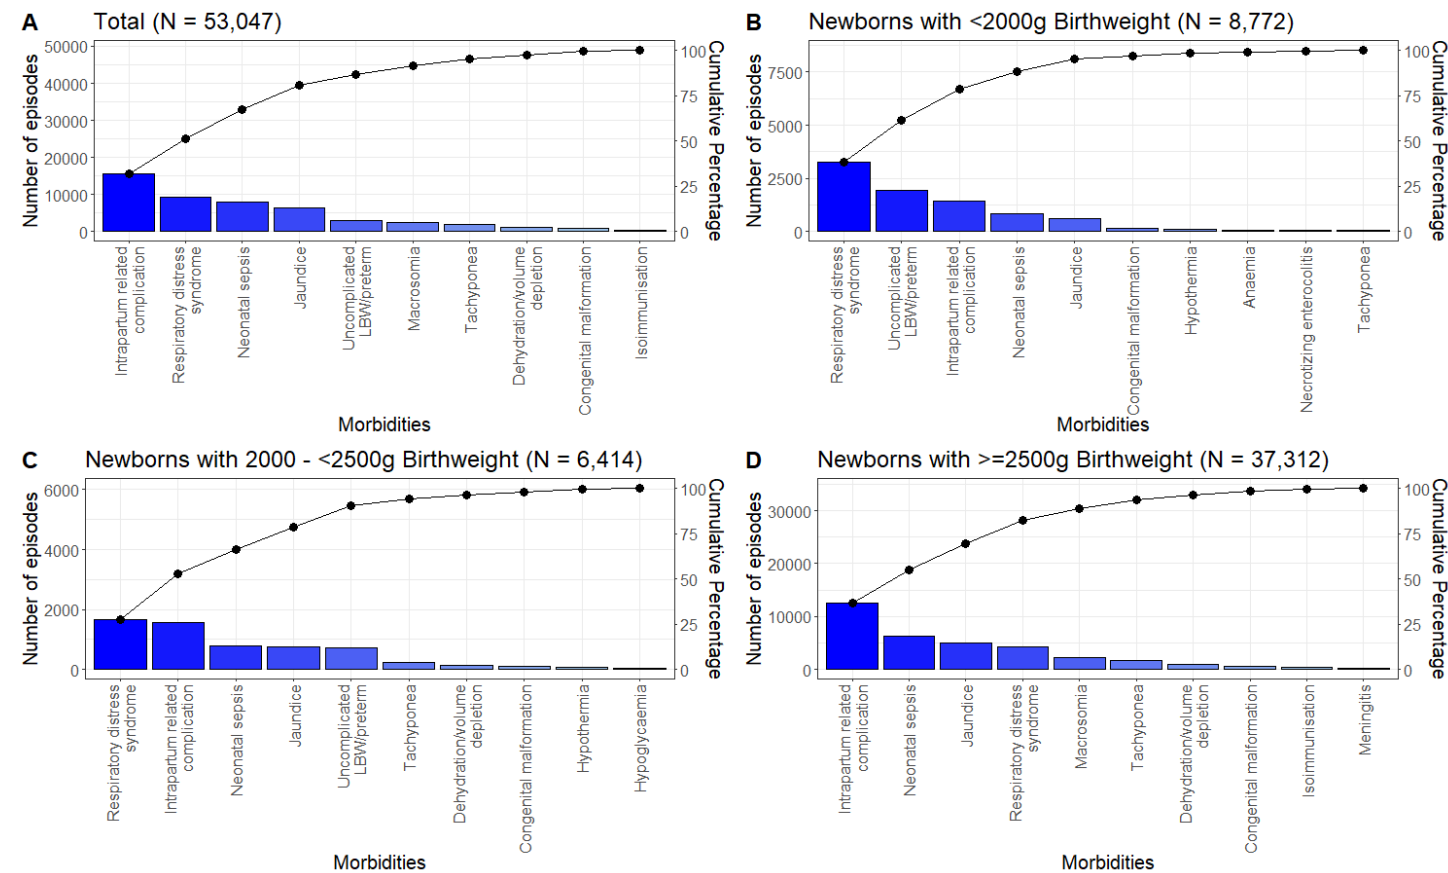 A
Total (N = 53,047)
Number of episodes
50000
40000
30000
20000
10000
0
100
75
50
25
0
Cumulative Percentage
Intrapartum related
complication
Respiratory distress
syndrome
Neonatal sepsis
Jaundice
Uncomplicated
LBW/preterm
Macrosomia
Tachyponea
Dehydration/volume
depletion
Congenital malformation
Isoimmunisation
Morbidities
B
Newborns with <2000g Birthweight (N = 8,772)
Number of episodes
7500
5000
2500
0
100
75
50
25
0
Cumulative Percentage
Respiratory distress
syndrome
Uncomplicated
LBW/preterm
Intrapartum related
complication
Neonatal sepsis
Jaundice
Congenital malformation
Hypothermia
Anaemia
Necrotizing enterocolitis
Tachyponea
Morbidities
C
Newborns with 2000 - <2500g Birthweight (N = 6,414)
Number of episodes
6000
4000
2000
0
100
75
50
25
0
Cumulative Percentage
Respiratory distress
syndrome
Intrapartum related
complication
Neonatal sepsis
Jaundice
Uncomplicated
LBW/preterm
Tachyponea
Dehydration/volume
depletion
Congenital malformation
Hypothermia
Hypoglycaemia
Morbidities
D
Newborns with >=2500g Birthweight (N = 37,312)
Number of episodes
30000
20000
10000
0
100
75
50
25
0
Cumulative Percentage
Intrapartum related
complication
Neonatal sepsis
Jaundice
Respiratory distress
syndrome
Macrosomia
Tachyponea
Dehydration/volume
depletion
Congenital malformation
Isoimmunisation
Meningitis
Morbidities